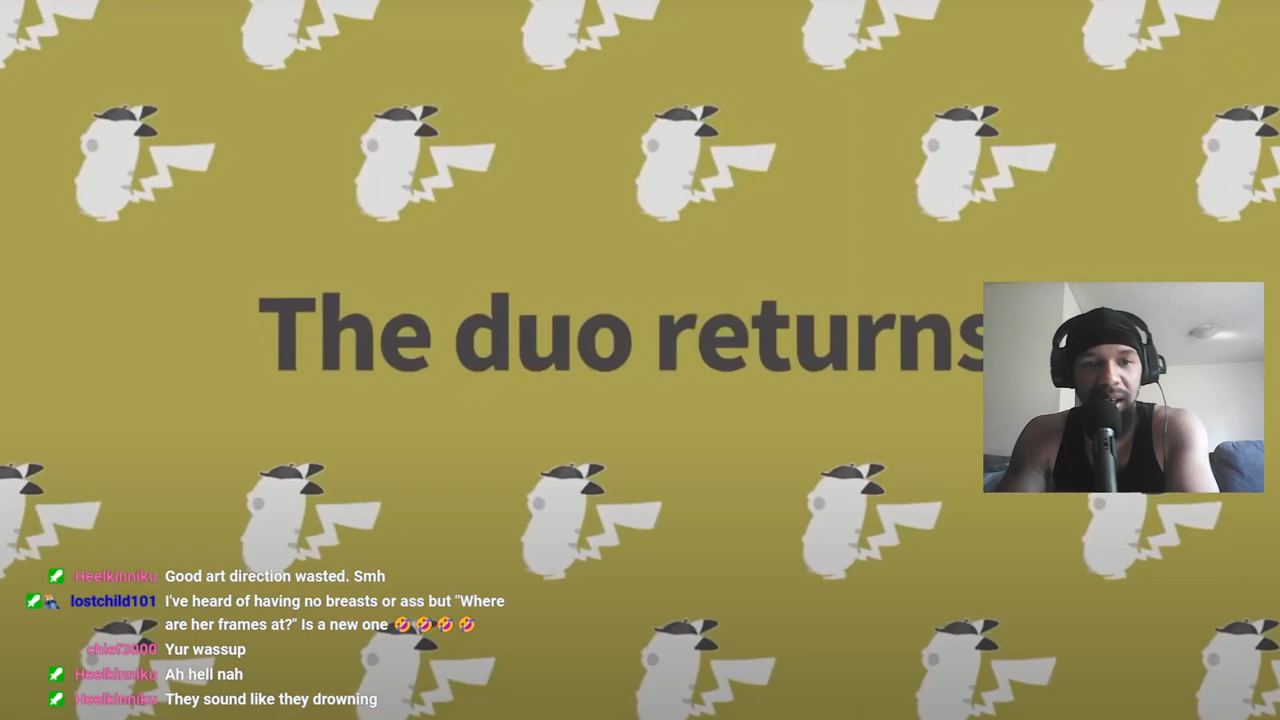 The duo returns
Heelkinniku Good art direction wasted. Smh
lostchild101 I've heard of having no breasts or ass but "Where
are her frames at?" Is a new one 🤣🤣🤣🤣
chief3000 Yur wassup
Heelkinniku Ah hell nah
Heelkinniku They sound like they drowning